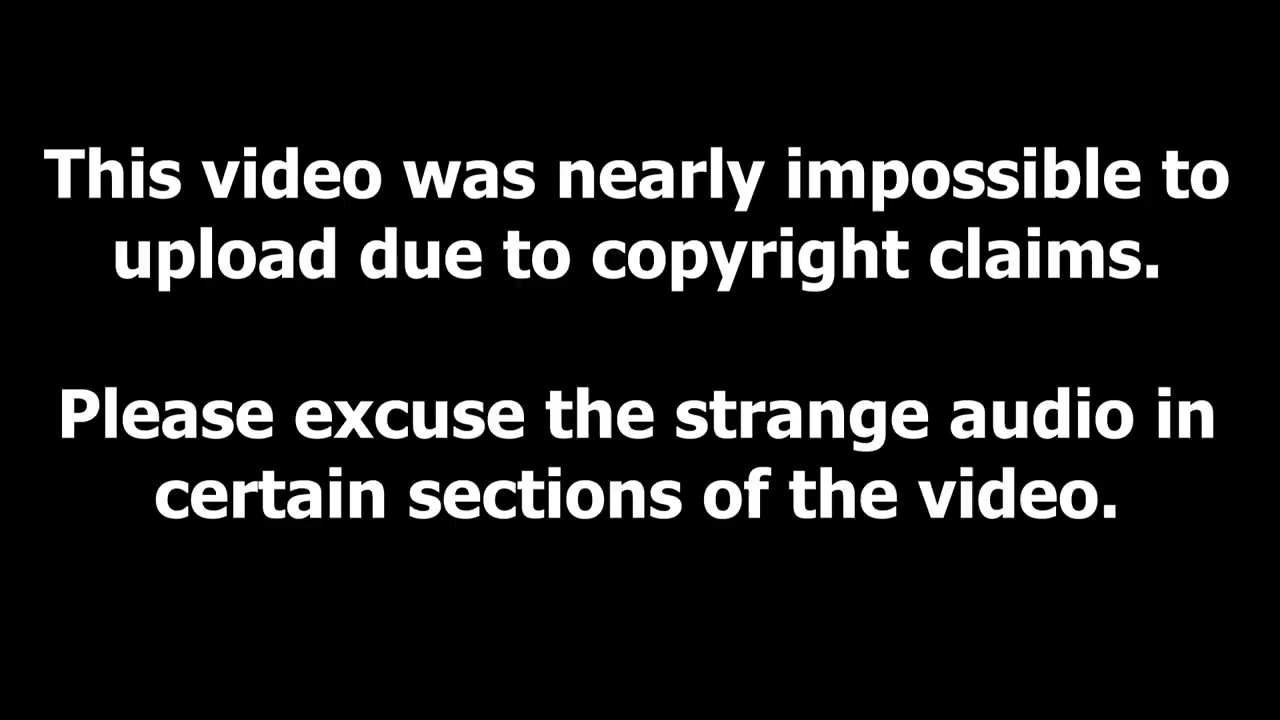 This video was nearly impossible to
upload due to copyright claims.
Please excuse the strange audio in
certain sections of the video.